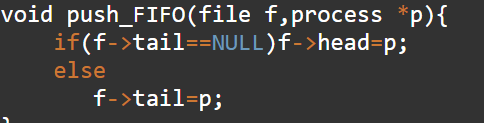 void push_FIFO(file f,process *p){
if(f->tail==NULL)f->head=p;
else
f->tail=p;
}